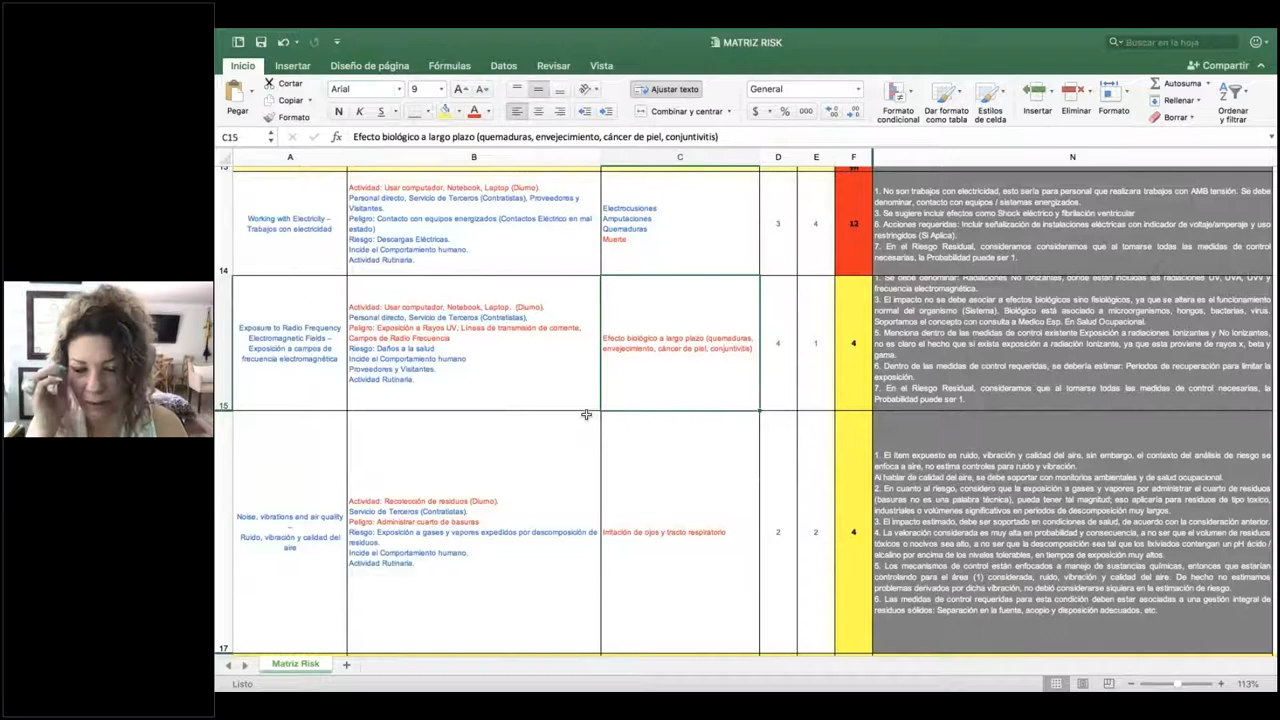 MATRIZ RISK
Buscar en la hoja
Inicio
Insertar
Diseño de página
Fórmulas
Datos
Revisar
Vista
Compartir
Pegar
Cortar
Copiar
Formato
Arial
9
A
A
N
K
S
A
Ajustar texto
Combinar y centrar
General
$
%
000
Formato
condicional
Dar formato
como tabla
Estilos
de celda
Insertar
Eliminar
Formato
Autosuma
Rellenar
Borrar
Ordenar
y filtrar
C15
fx
Efecto biológico a largo plazo (quemaduras, envejecimiento, cáncer de piel, conjuntivitis)
A
B
C
D
E
F
N
Working with Electricity –
Trabajos con electricidad
Actividad: Usar computador, Notebook, Laptop (Diurno).
Personal directo, Servicio de Terceros (Contratistas), Proveedores y
Visitantes.
Peligro: Contacto con equipos energizados (Contactos Eléctrico en mal
estado)
Riesgo: Descargas Eléctricas.
Incide el Comportamiento humano.
Actividad Rutinaria.
Electrocusiones
Amputaciones
Quemaduras
Muerte
3
4
12
1. No son trabajos con electricidad, esto sería para personal que realizara trabajos con AMB tensión. Se debe
denominar, contacto con equipos / sistemas energizados.
3. Se sugiere incluir efectos como Shock eléctrico y fibrilación ventricular
6. Acciones requeridas: Incluir señalización de instalaciones eléctricas con indicador de voltaje/amperaje y uso
restringidos (Si Aplica).
7. En el Riesgo Residual, consideramos consideramos que al tomarse todas las medidas de control
necesarias, la Probabilidad puede ser 1.
14
Exposure to Radio Frequency
Electromagnetic Fields –
Exposición a campos de
frecuencia electromagnética
Actividad: Usar computador, Notebook, Laptop. (Diurno).
Personal directo, Servicio de Terceros (Contratistas),
Peligro: Exposición a Rayos UV, Líneas de transmisión de corriente,
Campos de Radio Frecuencia
Riesgo: Daños a la salud
Incide el Comportamiento humano
Proveedores y Visitantes.
Actividad Rutinaria.
Efecto biológico a largo plazo (quemaduras,
envejecimiento, cáncer de piel, conjuntivitis)
4
1
4
1. Se debe denominar: Radiaciones No Ionizantes, donde están incluidas las radiaciones UV, UVA, UVV y
frecuencia electromagnética.
3. El impacto no se debe asociar a efectos biológicos sino fisiológicos, ya que se altera es el funcionamiento
normal del organismo (Sistema). Biológico está asociado a microorganismos, hongos, bacterias, virus.
Soportamos el concepto con consulta a Medico Esp. En Salud Ocupacional.
5. Menciona dentro de las medidas de control existente Exposición a radiaciones Ionizantes y No ionizantes,
no es claro el hecho que si exista exposición a radiación Ionizante, ya que esta proviene de rayos x, beta y
gama.
6. Dentro de las medidas de control requeridas, se debería estimar: Periodos de recuperación para limitar la
exposición.
7. En el Riesgo Residual, consideramos que al tomarse todas las medidas de control necesarias, la
Probabilidad puede ser 1.
15
Noise, vibrations and air quality
–
Ruido, vibración y calidad del
aire
Actividad: Recolección de residuos (Diurno).
Servicio de Terceros (Contratistas).
Peligro: Administrar cuarto de basuras
Riesgo: Exposición a gases y vapores expedidos por descomposición de
residuos.
Incide el Comportamiento humano.
Actividad Rutinaria.
Irritación de ojos y tracto respiratorio
2
2
4
1. El ítem expuesto es ruido, vibración y calidad del aire, sin embargo, el contexto del análisis de riesgo se
enfoca a aire, no estima controles para ruido y vibración.
Al hablar de calidad del aire, se debe soportar con monitorios ambientales y de salud ocupacional.
2. En cuanto al riesgo, considero que la exposición a gases y vapores por administrar el cuarto de residuos
(basuras no es una palabra técnica), pueda tener tal magnitud; eso aplicaría para residuos de tipo toxico,
industriales o volúmenes significativos en periodos de descomposición muy largos.
3. El impacto estimado, debe ser soportado en condiciones de salud, de acuerdo con la consideración anterior.
4. La valoración considerada es muy alta en probabilidad y consecuencia, a no ser que el volumen de residuos
tóxicos o nocivos sea alto, a no ser que la descomposición sea tal que los lixiviados contengan un pH ácido /
alcalino por encima de los niveles tolerables, en tiempos de exposición muy altos.
5. Los mecanismos de control están enfocados a manejo de sustancias químicas, entonces que estarían
controlando para el área (1) considerada, ruido, vibración y calidad del aire. De hecho no estimamos
problemas derivados por dicha vibración, no debió considerarse siquiera en la estimación de riesgo.
6. Las medidas de control requeridas para esta condición deben estar asociadas a una gestión integral de
residuos sólidos: Separación en la fuente, acopio y disposición adecuados. etc.
17
Matriz Risk
Listo
113%